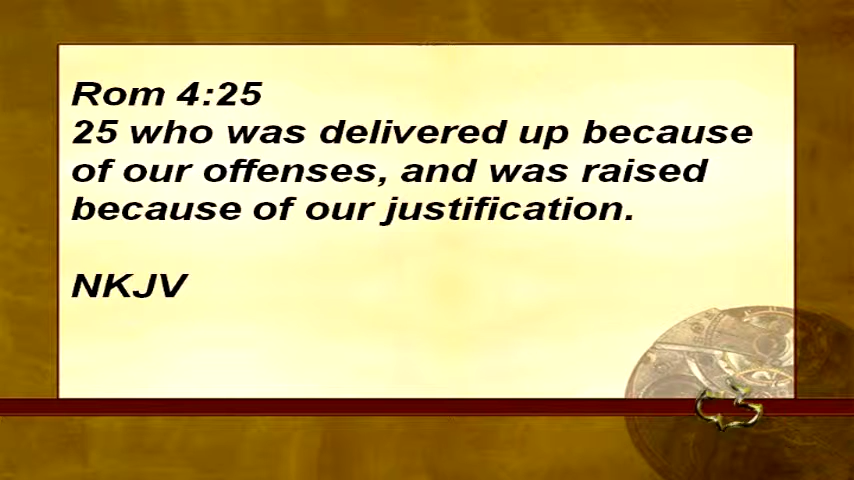 Rom 4:25
25 who was delivered up because
of our offenses, and was raised
because of our justification.
NKJV